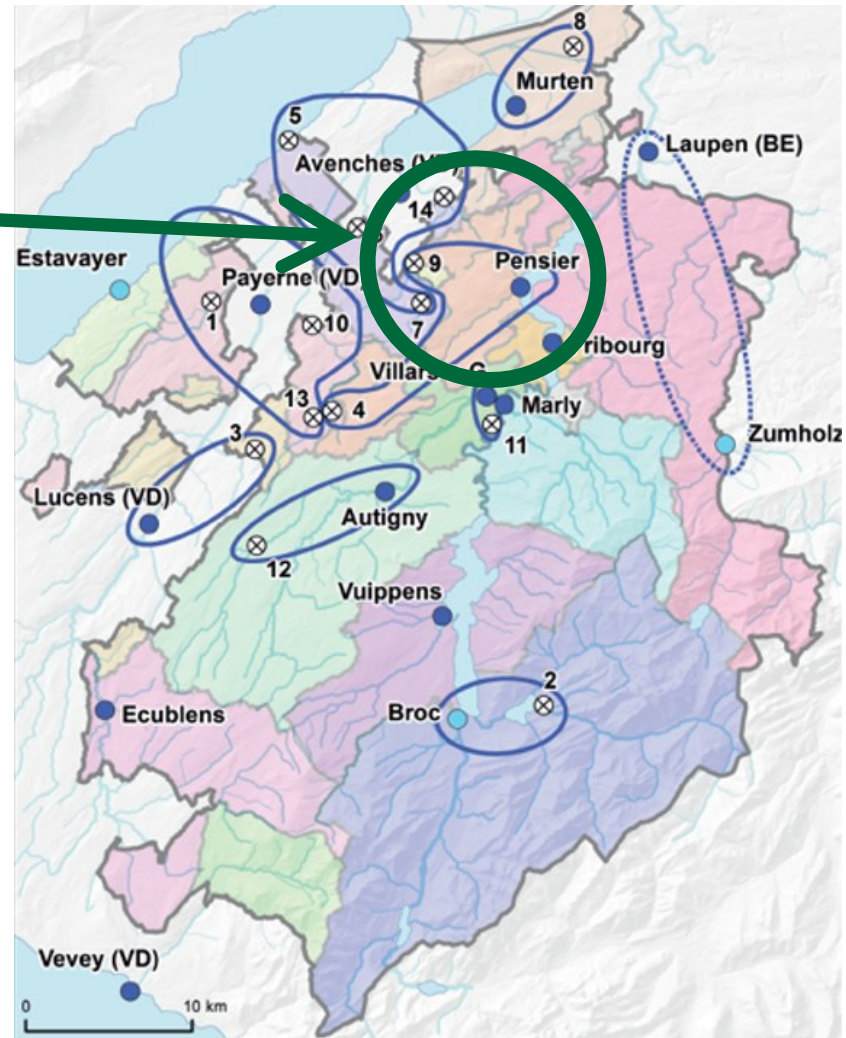 8
Murten
5
Laupen (BE)
Avenches (V
14
9
Estavayer
Pensier
Payerne (VD
1
7
10
ribourg
Villars
G
13
4
Marly
3
11
Zumholz
Lucens (VD)
Autigny
12
Vuippens
2
Broc
Ecublens
Vevey (VD)
0
10 km